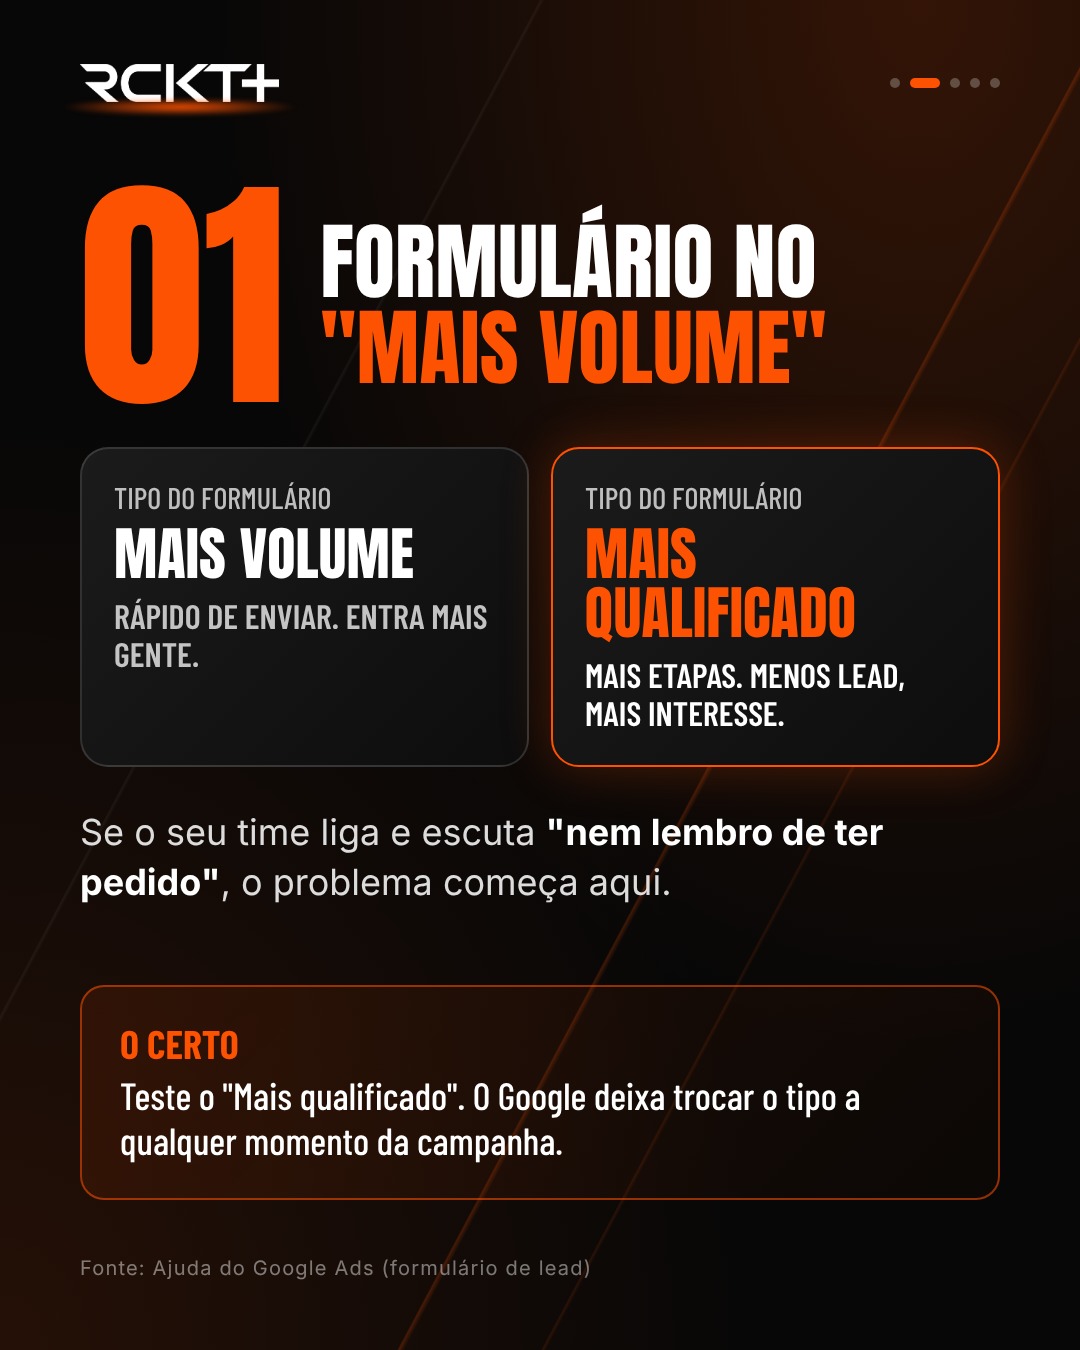 RCKT+
01
FORMULÁRIO NO
"MAIS VOLUME"
TIPO DO FORMULÁRIO
MAIS VOLUME
RÁPIDO DE ENVIAR. ENTRA MAIS
GENTE.
TIPO DO FORMULÁRIO
MAIS
QUALIFICADO
MAIS ETAPAS. MENOS LEAD,
MAIS INTERESSE.
Se o seu time liga e escuta "nem lembro de ter
pedido", o problema começa aqui.
O CERTO
Teste o "Mais qualificado". O Google deixa trocar o tipo a
qualquer momento da campanha.
Fonte: Ajuda do Google Ads (formulário de lead)